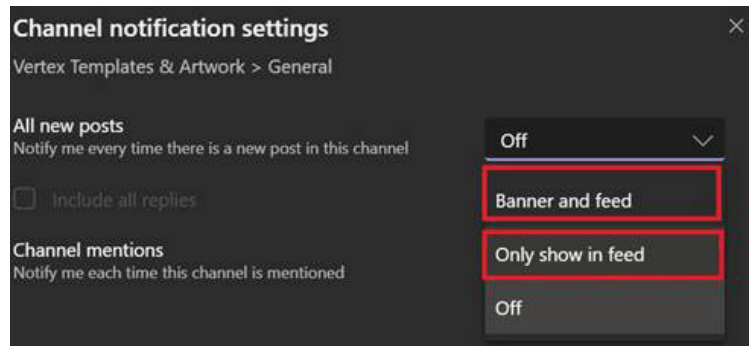 Channel notification settings
Vertex Templates & Artwork > General
All new posts
Notify me every time there is a new post in this channel
Off
Include all replies
Banner and feed
Channel mentions
Notify me each time this channel is mentioned
Only show in feed
Off